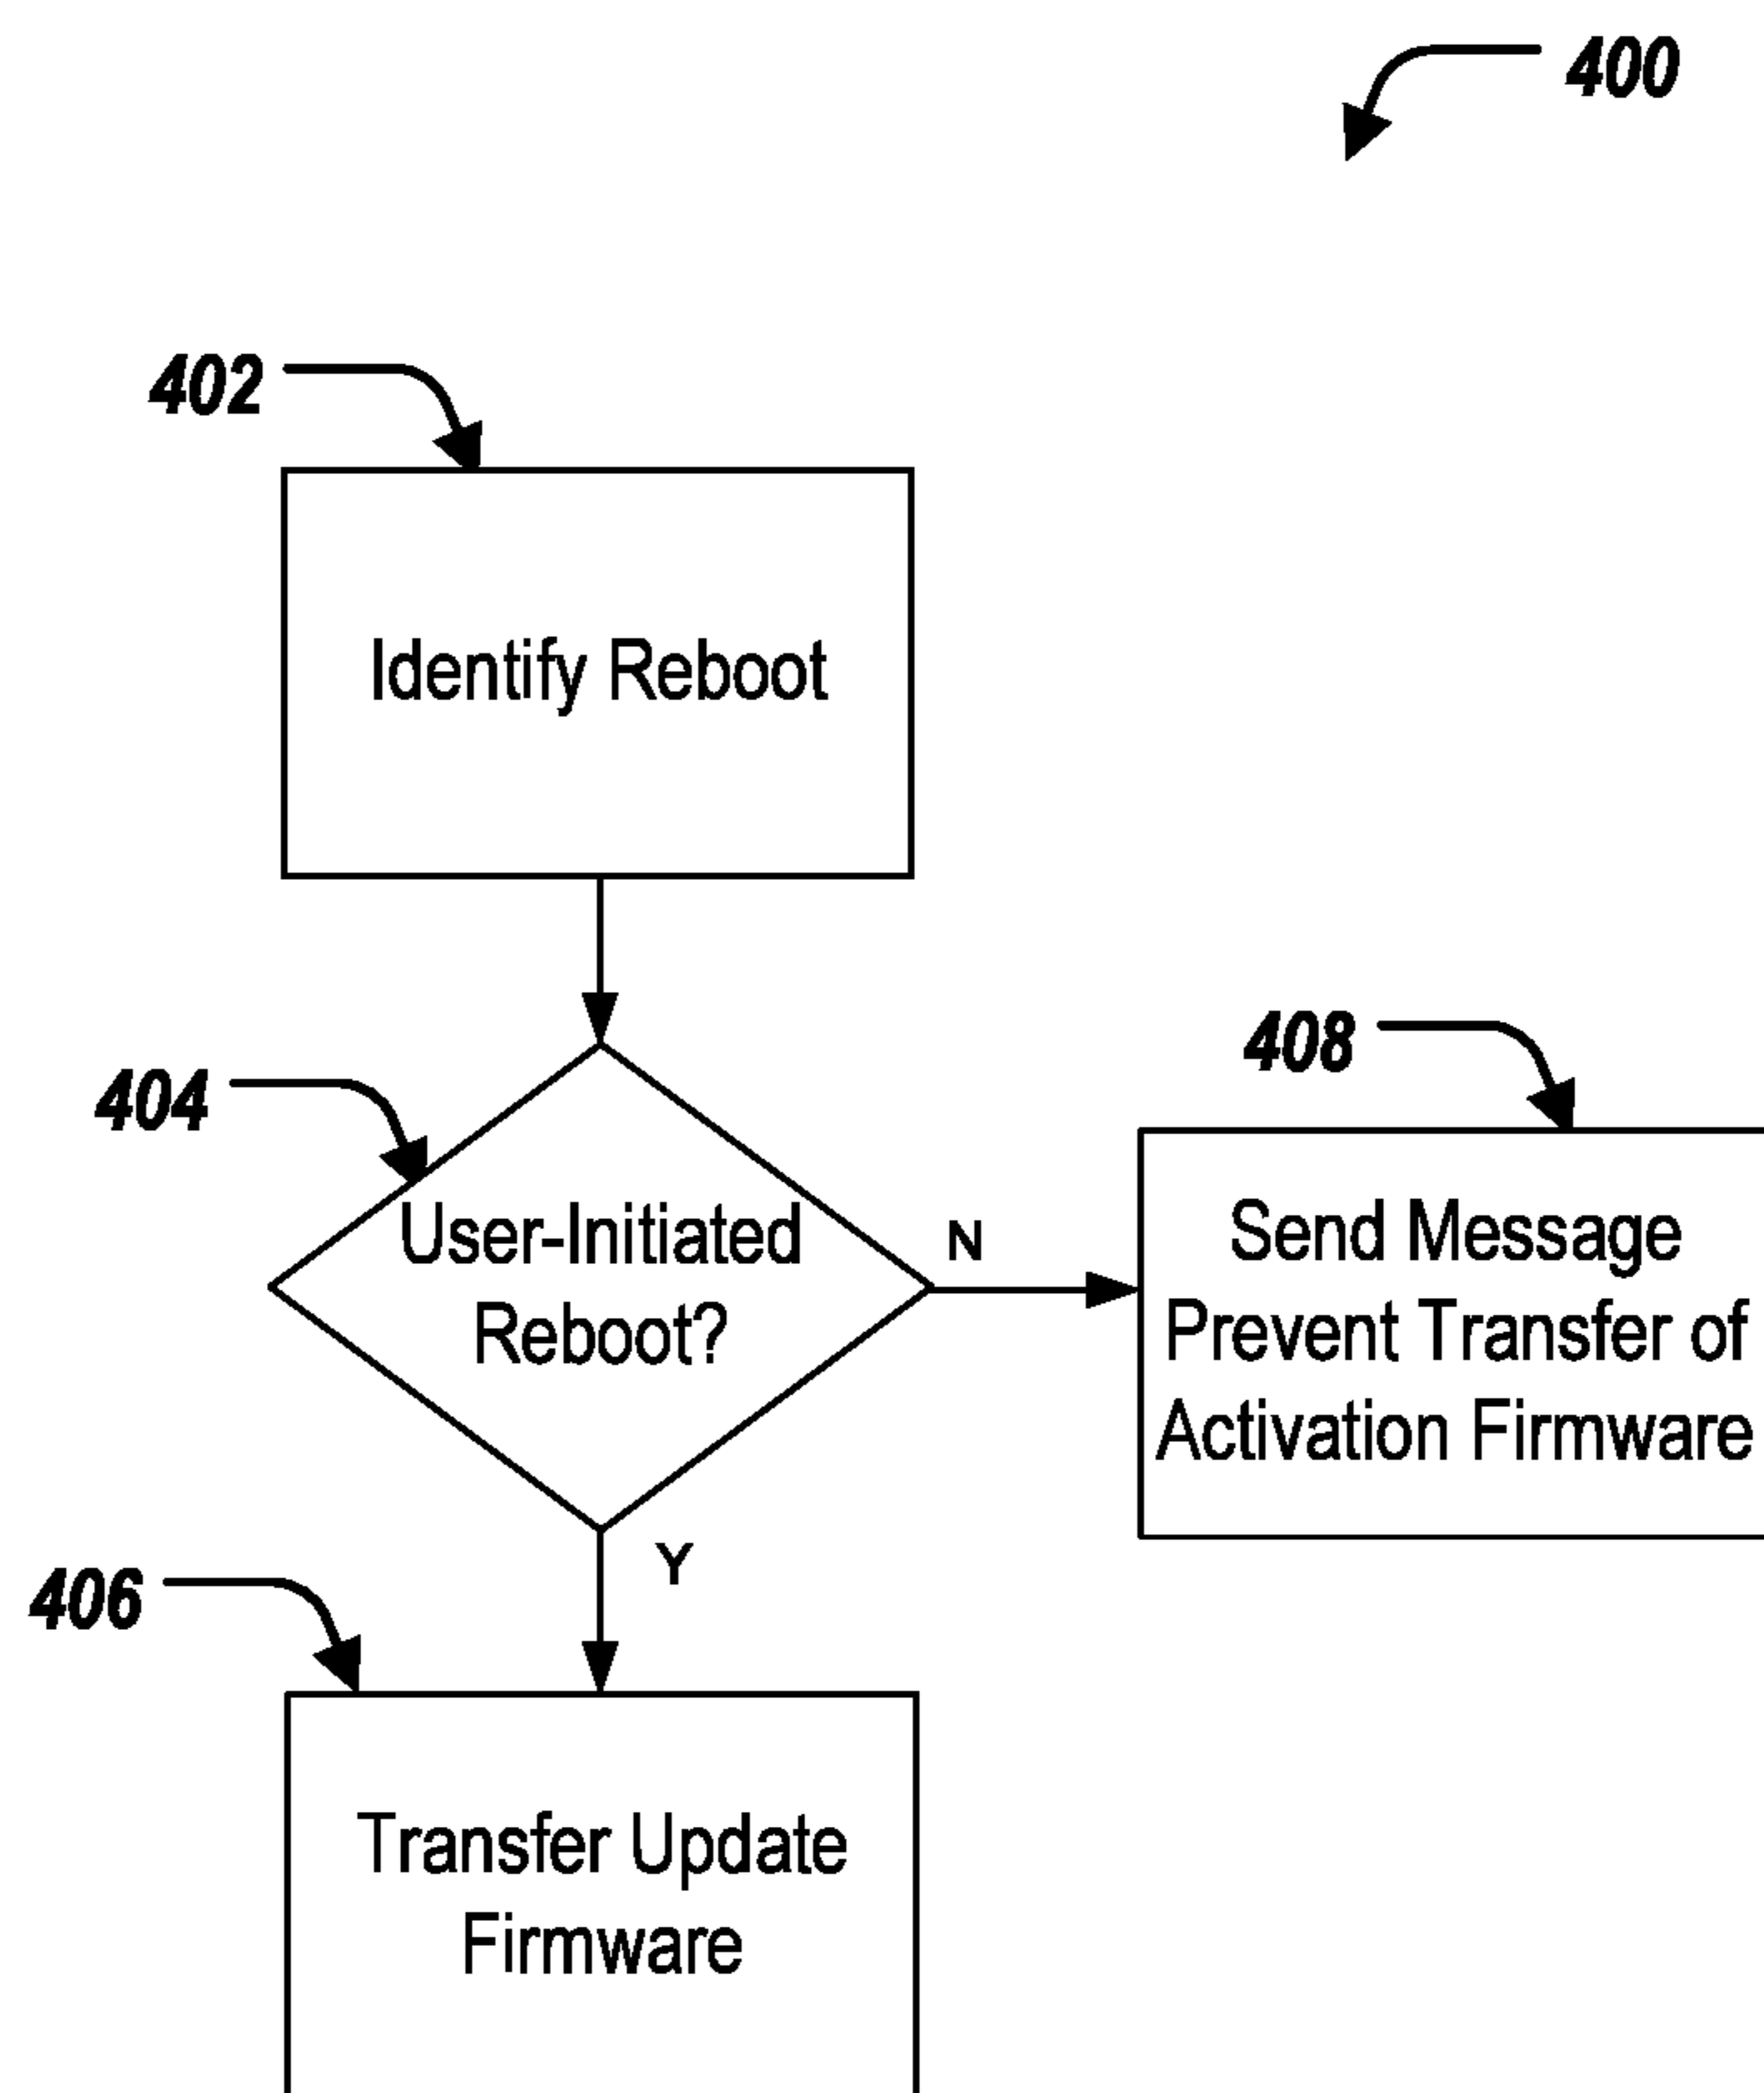 400
402
Identify Reboot
404
User-Initiated
Reboot?
N
408
Send Message
Prevent Transfer of
Activation Firmware
Y
406
Transfer Update
Firmware